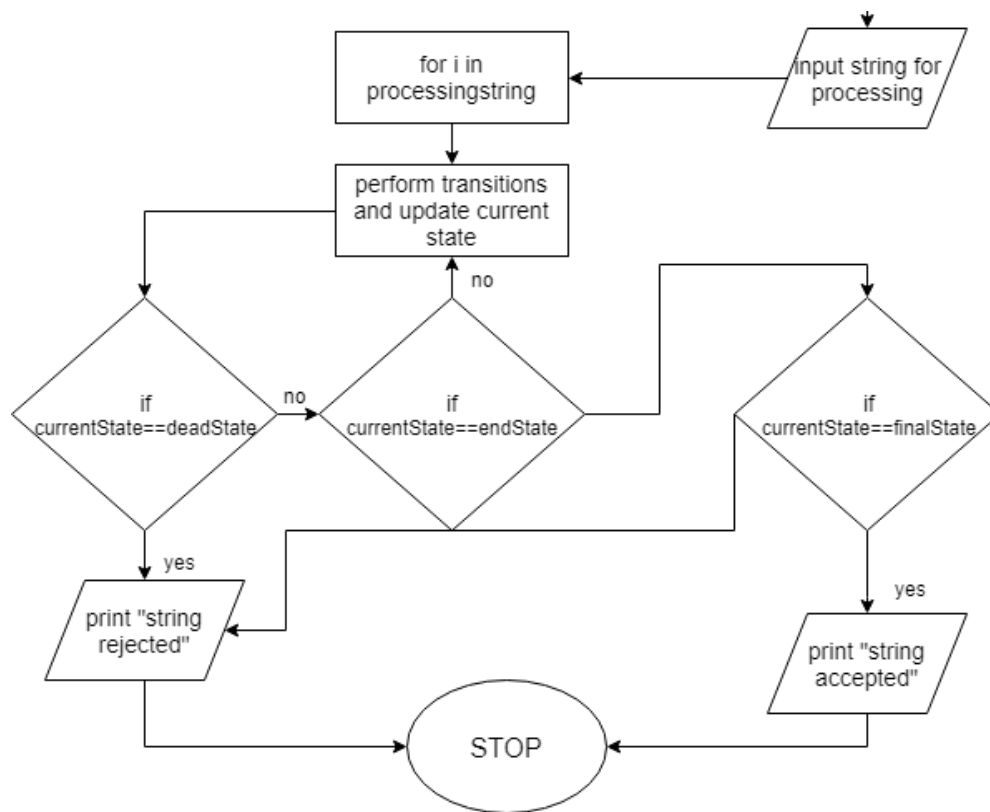 for i in
processingstring
input string for
processing
perform transitions
and update current
state
no
if
currentState==deadState
no
if
currentState==endState
if
currentState==finalState
yes
print "string
rejected"
yes
print "string
accepted"
STOP